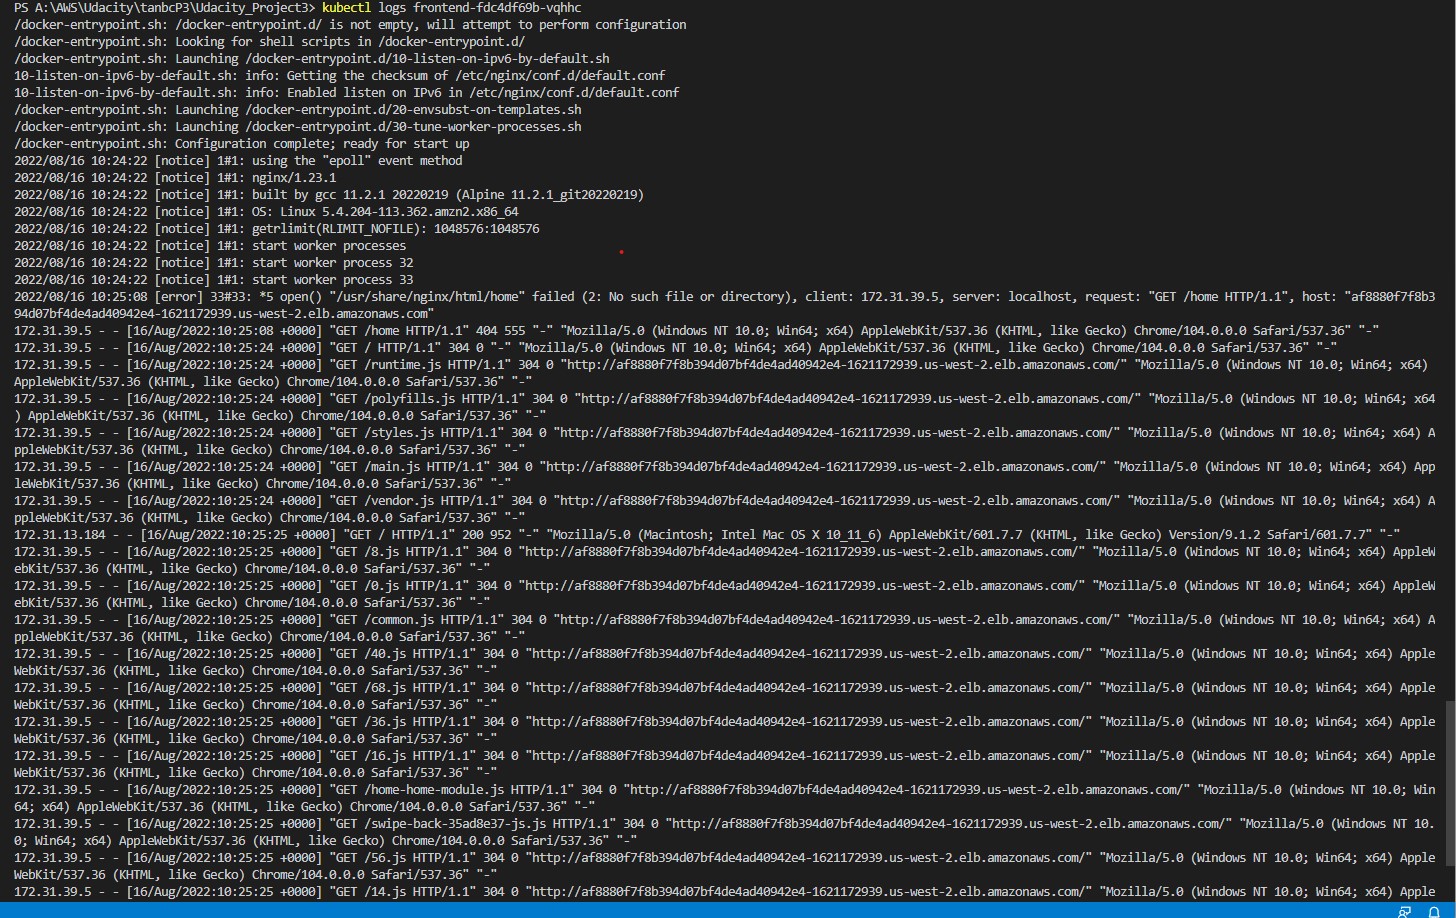 PS A:\AWS\Udacity\tanbcP3\Udacity_Project3> kubectl logs frontend-fdc4df69b-vqhhc
/docker-entrypoint.sh: /docker-entrypoint.d/ is not empty, will attempt to perform configuration
/docker-entrypoint.sh: Looking for shell scripts in /docker-entrypoint.d/
/docker-entrypoint.sh: Launching /docker-entrypoint.d/10-listen-on-ipv6-by-default.sh
10-listen-on-ipv6-by-default.sh: info: Getting the checksum of /etc/nginx/conf.d/default.conf
10-listen-on-ipv6-by-default.sh: info: Enabled listen on IPv6 in /etc/nginx/conf.d/default.conf
/docker-entrypoint.sh: Launching /docker-entrypoint.d/20-envsubst-on-templates.sh
/docker-entrypoint.sh: Launching /docker-entrypoint.d/30-tune-worker-processes.sh
/docker-entrypoint.sh: Configuration complete; ready for start up
2022/08/16 10:24:22 [notice] 1#1: using the "epoll" event method
2022/08/16 10:24:22 [notice] 1#1: nginx/1.23.1
2022/08/16 10:24:22 [notice] 1#1: built by gcc 11.2.1 20220219 (Alpine 11.2.1_git20220219)
2022/08/16 10:24:22 [notice] 1#1: OS: Linux 5.4.204-113.362.amzn2.x86_64
2022/08/16 10:24:22 [notice] 1#1: getrlimit(RLIMIT_NOFILE): 1048576:1048576
2022/08/16 10:24:22 [notice] 1#1: start worker processes
2022/08/16 10:24:22 [notice] 1#1: start worker process 32
2022/08/16 10:24:22 [notice] 1#1: start worker process 33
2022/08/16 10:25:08 [error] 33#33: *5 open() "/usr/share/nginx/html/home" failed (2: No such file or directory), client: 172.31.39.5, server: localhost, request: "GET /home HTTP/1.1", host: "af8880f7f8b3
94d07bf4de4ad40942e4-1621172939.us-west-2.elb.amazonaws.com"
172.31.39.5 - - [16/Aug/2022:10:25:08 +0000] "GET /home HTTP/1.1" 404 555 "-" "Mozilla/5.0 (Windows NT 10.0; Win64; x64) AppleWebKit/537.36 (KHTML, like Gecko) Chrome/104.0.0.0 Safari/537.36" "-"
172.31.39.5 - - [16/Aug/2022:10:25:24 +0000] "GET / HTTP/1.1" 304 0 "-" "Mozilla/5.0 (Windows NT 10.0; Win64; x64) AppleWebKit/537.36 (KHTML, like Gecko) Chrome/104.0.0.0 Safari/537.36" "-"
172.31.39.5 - - [16/Aug/2022:10:25:24 +0000] "GET /runtime.js HTTP/1.1" 304 0 "http://af8880f7f8b394d07bf4de4ad40942e4-1621172939.us-west-2.elb.amazonaws.com/" "Mozilla/5.0 (Windows NT 10.0; Win64; x64)
AppleWebKit/537.36 (KHTML, like Gecko) Chrome/104.0.0.0 Safari/537.36" "-"
172.31.39.5 - - [16/Aug/2022:10:25:24 +0000] "GET /polyfills.js HTTP/1.1" 304 0 "http://af8880f7f8b394d07bf4de4ad40942e4-1621172939.us-west-2.elb.amazonaws.com/" "Mozilla/5.0 (Windows NT 10.0; Win64; x64
) AppleWebKit/537.36 (KHTML, like Gecko) Chrome/104.0.0.0 Safari/537.36" "-"
172.31.39.5 - - [16/Aug/2022:10:25:24 +0000] "GET /styles.js HTTP/1.1" 304 0 "http://af8880f7f8b394d07bf4de4ad40942e4-1621172939.us-west-2.elb.amazonaws.com/" "Mozilla/5.0 (Windows NT 10.0; Win64; x64) A
ppleWebKit/537.36 (KHTML, like Gecko) Chrome/104.0.0.0 Safari/537.36" "-"
172.31.39.5 - - [16/Aug/2022:10:25:24 +0000] "GET /main.js HTTP/1.1" 304 0 "http://af8880f7f8b394d07bf4de4ad40942e4-1621172939.us-west-2.elb.amazonaws.com/" "Mozilla/5.0 (Windows NT 10.0; Win64; x64) App
leWebKit/537.36 (KHTML, like Gecko) Chrome/104.0.0.0 Safari/537.36" "-"
172.31.39.5 - - [16/Aug/2022:10:25:24 +0000] "GET /vendor.js HTTP/1.1" 304 0 "http://af8880f7f8b394d07bf4de4ad40942e4-1621172939.us-west-2.elb.amazonaws.com/" "Mozilla/5.0 (Windows NT 10.0; Win64; x64) A
ppleWebKit/537.36 (KHTML, like Gecko) Chrome/104.0.0.0 Safari/537.36" "-"
172.31.13.184 - - [16/Aug/2022:10:25:25 +0000] "GET / HTTP/1.1" 200 952 "-" "Mozilla/5.0 (Macintosh; Intel Mac OS X 10_11_6) AppleWebKit/601.7.7 (KHTML, like Gecko) Version/9.1.2 Safari/601.7.7" "-"
172.31.39.5 - - [16/Aug/2022:10:25:25 +0000] "GET /8.js HTTP/1.1" 304 0 "http://af8880f7f8b394d07bf4de4ad40942e4-1621172939.us-west-2.elb.amazonaws.com/" "Mozilla/5.0 (Windows NT 10.0; Win64; x64) AppleW
ebKit/537.36 (KHTML, like Gecko) Chrome/104.0.0.0 Safari/537.36" "-"
172.31.39.5 - - [16/Aug/2022:10:25:25 +0000] "GET /0.js HTTP/1.1" 304 0 "http://af8880f7f8b394d07bf4de4ad40942e4-1621172939.us-west-2.elb.amazonaws.com/" "Mozilla/5.0 (Windows NT 10.0; Win64; x64) AppleW
ebKit/537.36 (KHTML, like Gecko) Chrome/104.0.0.0 Safari/537.36" "-"
172.31.39.5 - - [16/Aug/2022:10:25:25 +0000] "GET /common.js HTTP/1.1" 304 0 "http://af8880f7f8b394d07bf4de4ad40942e4-1621172939.us-west-2.elb.amazonaws.com/" "Mozilla/5.0 (Windows NT 10.0; Win64; x64) A
ppleWebKit/537.36 (KHTML, like Gecko) Chrome/104.0.0.0 Safari/537.36" "-"
172.31.39.5 - - [16/Aug/2022:10:25:25 +0000] "GET /40.js HTTP/1.1" 304 0 "http://af8880f7f8b394d07bf4de4ad40942e4-1621172939.us-west-2.elb.amazonaws.com/" "Mozilla/5.0 (Windows NT 10.0; Win64; x64) Apple
WebKit/537.36 (KHTML, like Gecko) Chrome/104.0.0.0 Safari/537.36" "-"
172.31.39.5 - - [16/Aug/2022:10:25:25 +0000] "GET /68.js HTTP/1.1" 304 0 "http://af8880f7f8b394d07bf4de4ad40942e4-1621172939.us-west-2.elb.amazonaws.com/" "Mozilla/5.0 (Windows NT 10.0; Win64; x64) Apple
WebKit/537.36 (KHTML, like Gecko) Chrome/104.0.0.0 Safari/537.36" "-"
172.31.39.5 - - [16/Aug/2022:10:25:25 +0000] "GET /36.js HTTP/1.1" 304 0 "http://af8880f7f8b394d07bf4de4ad40942e4-1621172939.us-west-2.elb.amazonaws.com/" "Mozilla/5.0 (Windows NT 10.0; Win64; x64) Apple
WebKit/537.36 (KHTML, like Gecko) Chrome/104.0.0.0 Safari/537.36" "-"
172.31.39.5 - - [16/Aug/2022:10:25:25 +0000] "GET /16.js HTTP/1.1" 304 0 "http://af8880f7f8b394d07bf4de4ad40942e4-1621172939.us-west-2.elb.amazonaws.com/" "Mozilla/5.0 (Windows NT 10.0; Win64; x64) Apple
WebKit/537.36 (KHTML, like Gecko) Chrome/104.0.0.0 Safari/537.36" "-"
172.31.39.5 - - [16/Aug/2022:10:25:25 +0000] "GET /home-home-module.js HTTP/1.1" 304 0 "http://af8880f7f8b394d07bf4de4ad40942e4-1621172939.us-west-2.elb.amazonaws.com/" "Mozilla/5.0 (Windows NT 10.0; Win
64; x64) AppleWebKit/537.36 (KHTML, like Gecko) Chrome/104.0.0.0 Safari/537.36" "-"
172.31.39.5 - - [16/Aug/2022:10:25:25 +0000] "GET /swipe-back-35ad8e37-js.js HTTP/1.1" 304 0 "http://af8880f7f8b394d07bf4de4ad40942e4-1621172939.us-west-2.elb.amazonaws.com/" "Mozilla/5.0 (Windows NT 10.
0; Win64; x64) AppleWebKit/537.36 (KHTML, like Gecko) Chrome/104.0.0.0 Safari/537.36" "-"
172.31.39.5 - - [16/Aug/2022:10:25:25 +0000] "GET /56.js HTTP/1.1" 304 0 "http://af8880f7f8b394d07bf4de4ad40942e4-1621172939.us-west-2.elb.amazonaws.com/" "Mozilla/5.0 (Windows NT 10.0; Win64; x64) Apple
WebKit/537.36 (KHTML, like Gecko) Chrome/104.0.0.0 Safari/537.36" "-"
172.31.39.5 - - [16/Aug/2022:10:25:25 +0000] "GET /14.js HTTP/1.1" 304 0 "http://af8880f7f8b394d07bf4de4ad40942e4-1621172939.us-west-2.elb.amazonaws.com/" "Mozilla/5.0 (Windows NT 10.0; Win64; x64) Apple